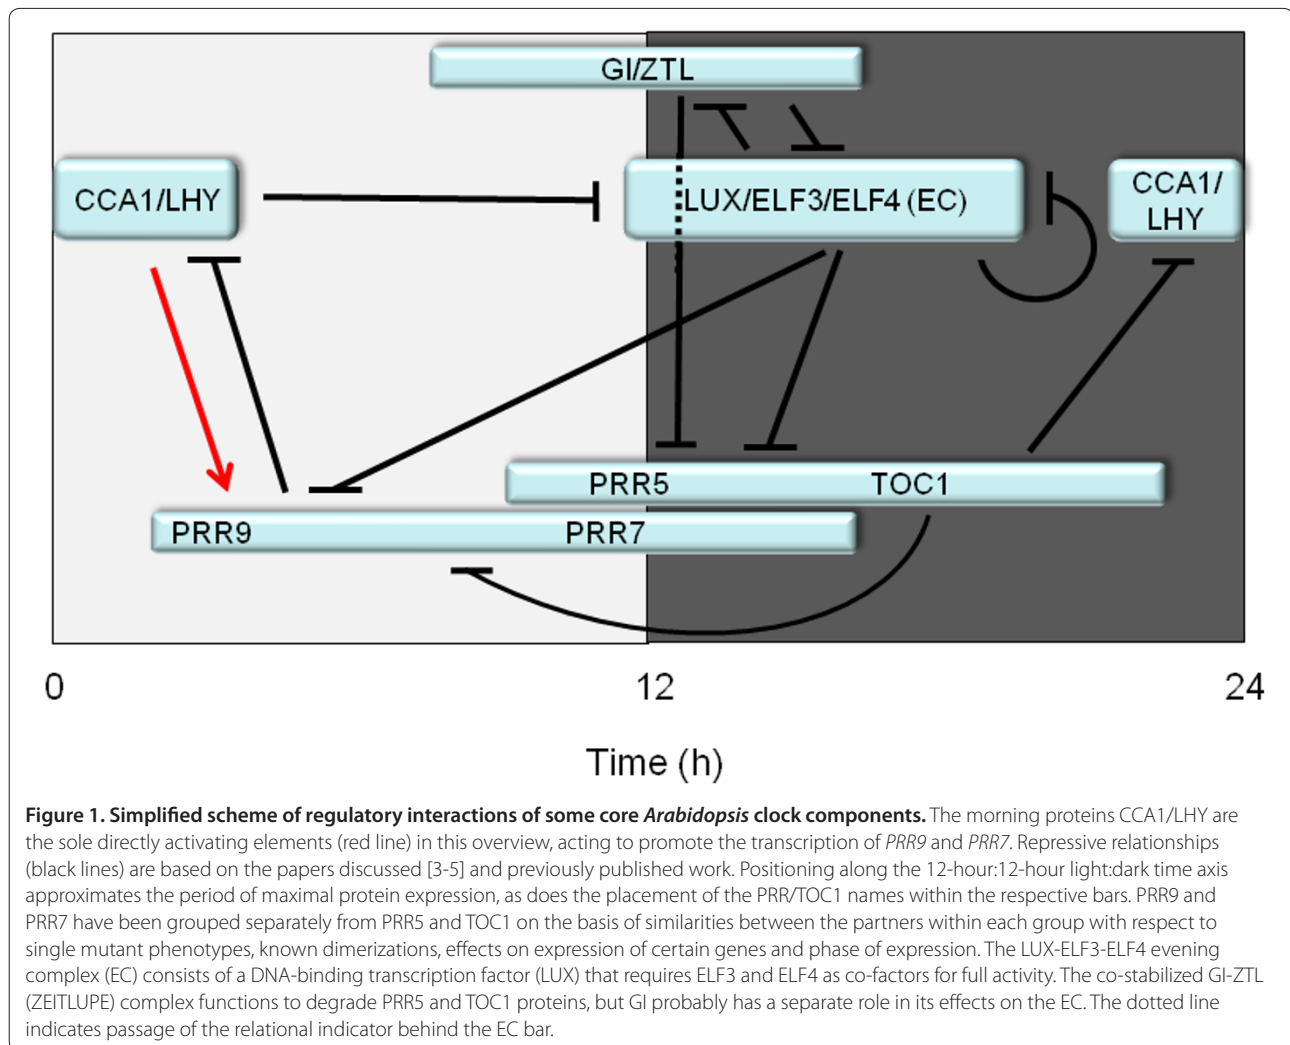 GI/ZTL
CCA1/LHY
LUX/ELF3/ELF4 (EC)
CCA1/
LHY
PRR5
TOC1
PRR9
PRR7
0
12
24
Time (h)
Figure 1. Simplified scheme of regulatory interactions of some core Arabidopsis clock components. The morning proteins CCA1/LHY are
the sole directly activating elements (red line) in this overview, acting to promote the transcription of PRR9 and PRR7. Repressive relationships
(black lines) are based on the papers discussed [3-5] and previously published work. Positioning along the 12-hour:12-hour light:dark time axis
approximates the period of maximal protein expression, as does the placement of the PRR/TOC1 names within the respective bars. PRR9 and
PRR7 have been grouped separately from PRR5 and TOC1 on the basis of similarities between the partners within each group with respect to
single mutant phenotypes, known dimerizations, effects on expression of certain genes and phase of expression. The LUX-ELF3-ELF4 evening
complex (EC) consists of a DNA-binding transcription factor (LUX) that requires ELF3 and ELF4 as co-factors for full activity. The co-stabilized GI-ZTL
(ZEITLUPE) complex functions to degrade PRR5 and TOC1 proteins, but GI probably has a separate role in its effects on the EC. The dotted line
indicates passage of the relational indicator behind the EC bar.